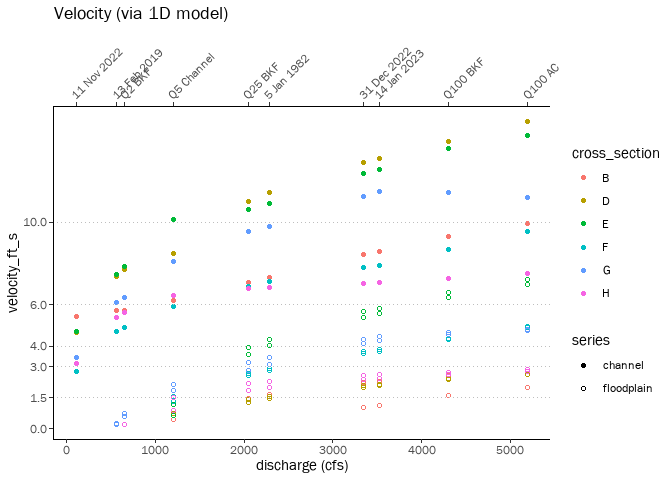 Velocity (via 1D model)
11 Nov 2022
13 Feb 2019
Q2 BKF
Q5 Channel
Q25 BKF
5 Jan 1982
31 Dec 2022
14 Jan 2023
Q100 BKF
Q100 AC
velocity_ft_s
10.0
6.0
4.0
3.0
1.5
0.0
0
1000
2000
3000
4000
5000
discharge (cfs)
cross_section
B
D
E
F
G
H
series
channel
floodplain